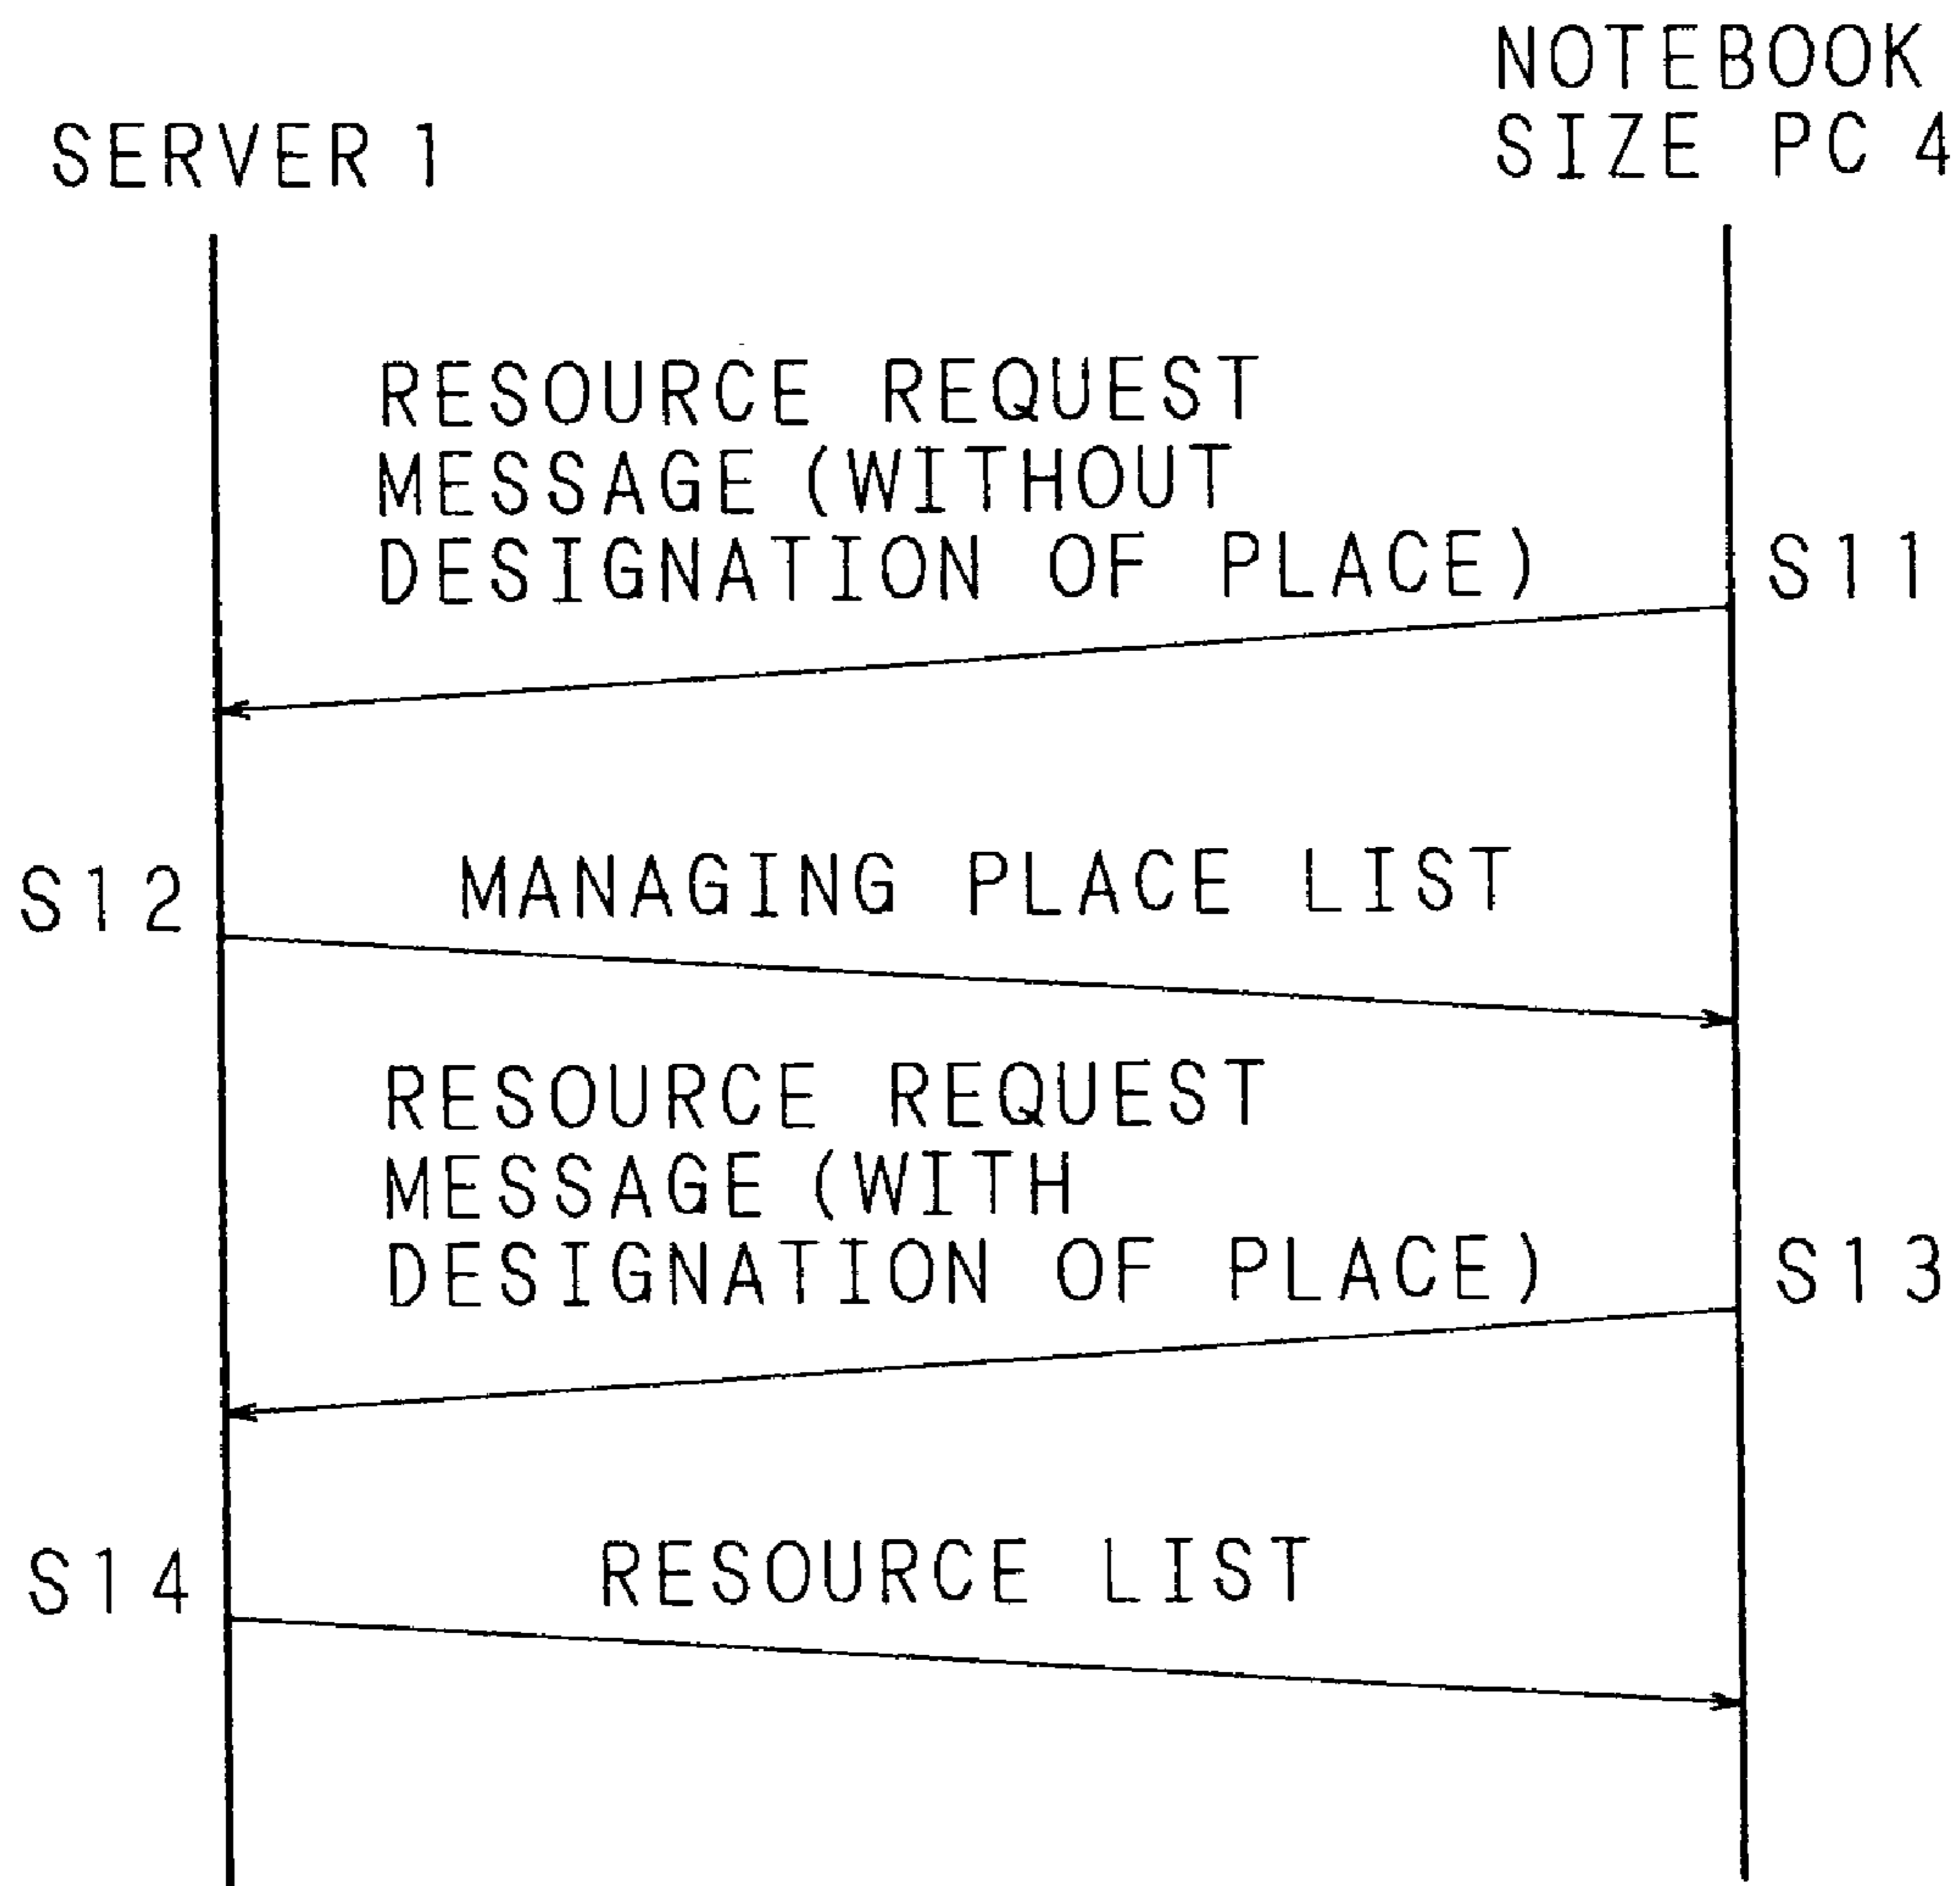 NOTEBOOK
SIZE PC 4
SERVER 1
RESOURCE REQUEST
MESSAGE (WITHOUT
DESIGNATION OF PLACE)
S11
S12
MANAGING PLACE LIST
RESOURCE REQUEST
MESSAGE (WITH
DESIGNATION OF PLACE)
S13
S14
RESOURCE LIST